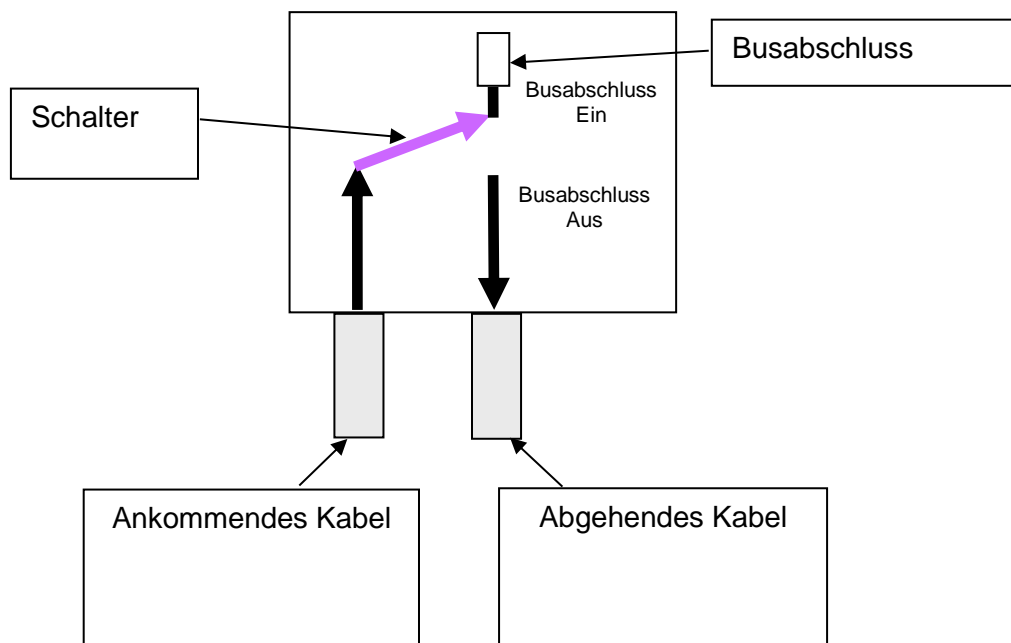 Busabschluss
Schalter
Busabschluss
Ein
Busabschluss
Aus
Ankommendes Kabel
Abgehendes Kabel